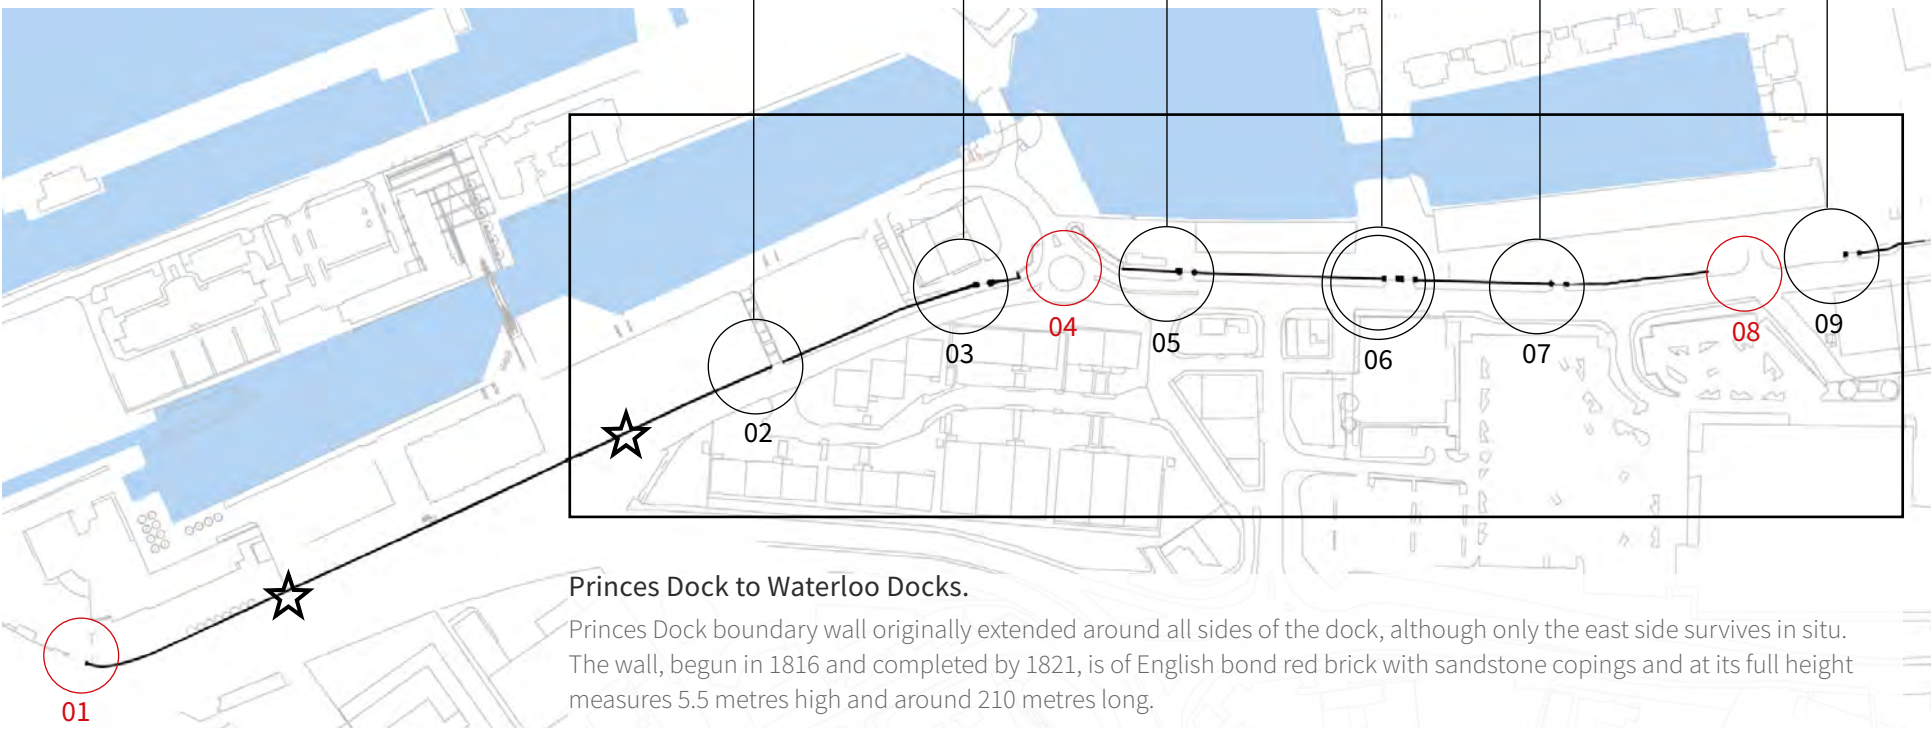 04
03
05
09
08
07
06
02
Princes Dock to Waterloo Docks.
Princes Dock boundary wall originally extended around all sides of the dock, although only the east side survives in situ.
The wall, begun in 1816 and completed by 1821, is of English bond red brick with sandstone copings and at its full height
measures 5.5 metres high and around 210 metres long.
01